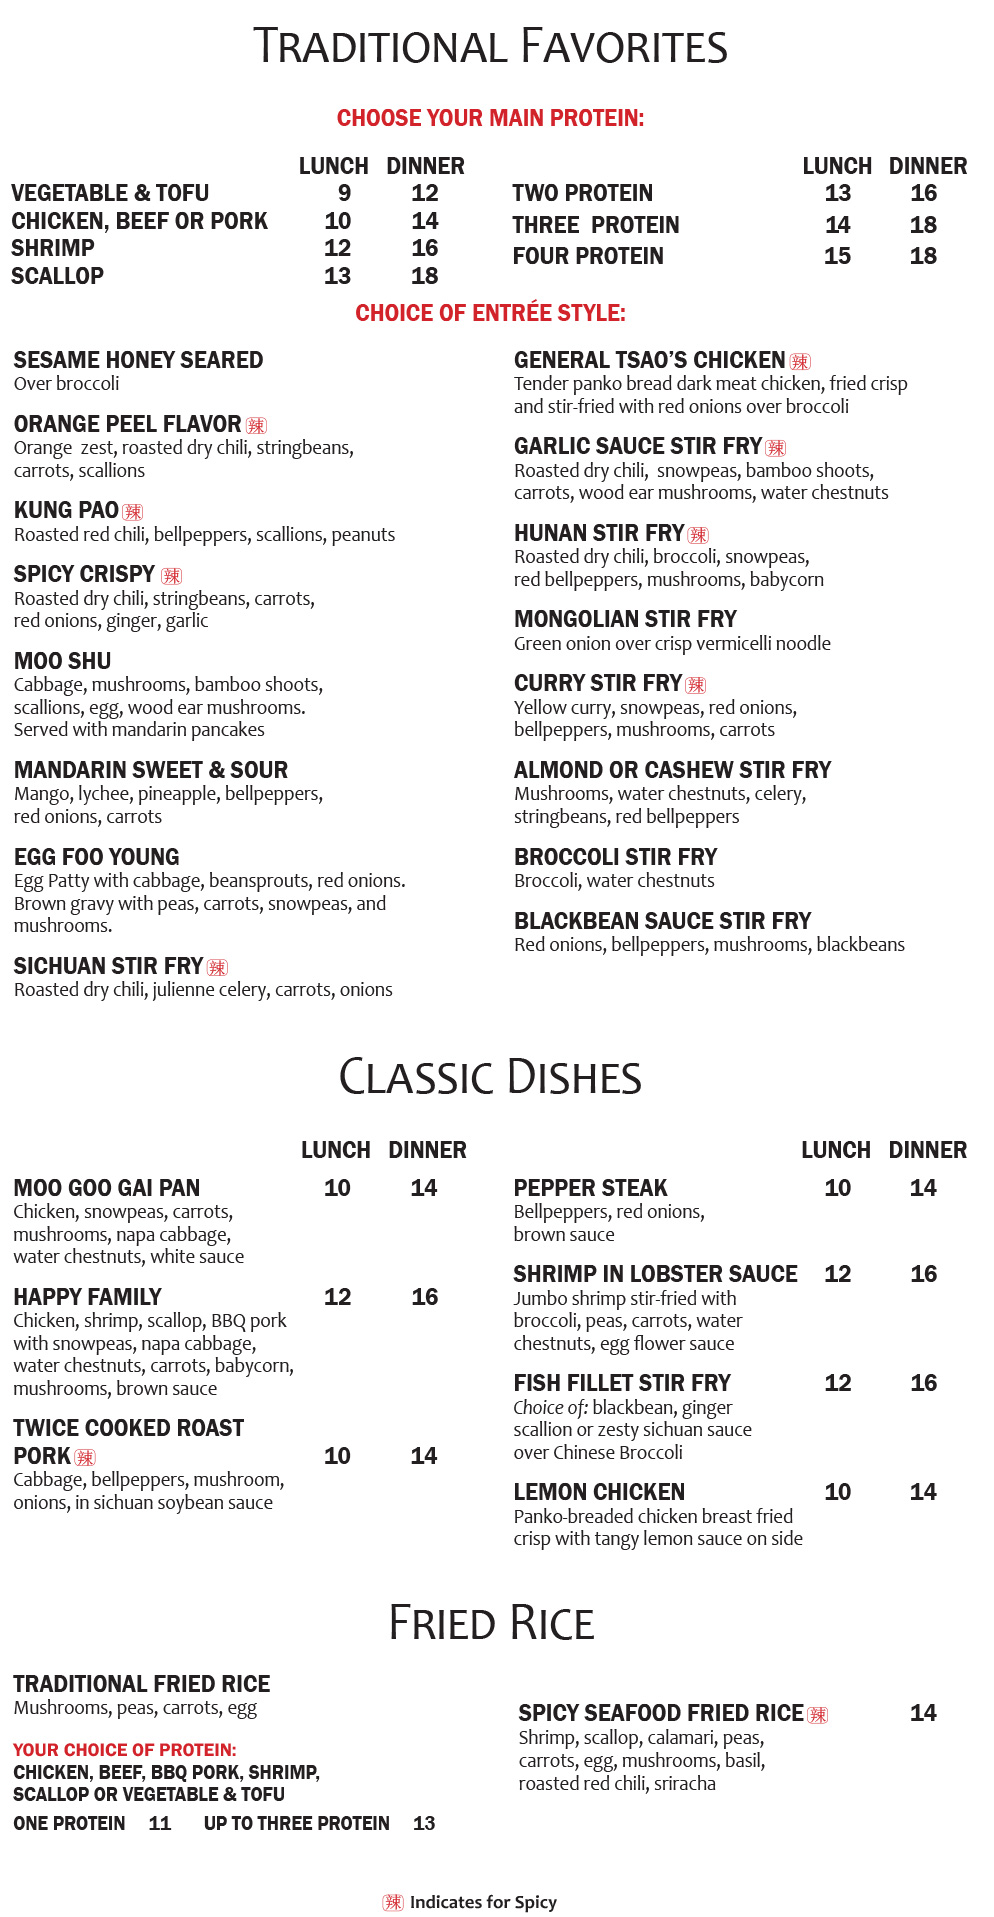 TRADITIONAL FAVORITES
CHOOSE YOUR MAIN PROTEIN:
LUNCH DINNER
VEGETABLE & TOFU 9 12
CHICKEN, BEEF OR PORK 10 14
SHRIMP 12 16
SCALLOP 13 18
LUNCH DINNER
TWO PROTEIN 13 16
THREE PROTEIN 14 18
FOUR PROTEIN 15 18
CHOICE OF ENTRÉE STYLE:
SESAME HONEY SEARED
Over broccoli
ORANGE PEEL FLAVOR 辣
Orange zest, roasted dry chili, stringbeans,
carrots, scallions
KUNG PAO 辣
Roasted red chili, bellpeppers, scallions, peanuts
SPICY CRISPY 辣
Roasted dry chili, stringbeans, carrots,
red onions, ginger, garlic
MOO SHU
Cabbage, mushrooms, bamboo shoots,
scallions, egg, wood ear mushrooms.
Served with mandarin pancakes
MANDARIN SWEET & SOUR
Mango, lychee, pineapple, bellpeppers,
red onions, carrots
EGG FOO YOUNG
Egg Patty with cabbage, beansprouts, red onions.
Brown gravy with peas, carrots, snowpeas, and
mushrooms.
SICHUAN STIR FRY 辣
Roasted dry chili, julienne celery, carrots, onions
GENERAL TSAO'S CHICKEN 辣
Tender panko bread dark meat chicken, fried crisp
and stir-fried with red onions over broccoli
GARLIC SAUCE STIR FRY 辣
Roasted dry chili, snowpeas, bamboo shoots,
carrots, wood ear mushrooms, water chestnuts
HUNAN STIR FRY 辣
Roasted dry chili, broccoli, snowpeas,
red bellpeppers, mushrooms, babycorn
MONGOLIAN STIR FRY
Green onion over crisp vermicelli noodle
CURRY STIR FRY 辣
Yellow curry, snowpeas, red onions,
bellpeppers, mushrooms, carrots
ALMOND OR CASHEW STIR FRY
Mushrooms, water chestnuts, celery,
stringbeans, red bellpeppers
BROCCOLI STIR FRY
Broccoli, water chestnuts
BLACKBEAN SAUCE STIR FRY
Red onions, bellpeppers, mushrooms, blackbeans
CLASSIC DISHES
LUNCH DINNER
MOO GOO GAI PAN 10 14
Chicken, snowpeas, carrots,
mushrooms, napa cabbage,
water chestnuts, white sauce
HAPPY FAMILY 12 16
Chicken, shrimp, scallop, BBQ pork
with snowpeas, napa cabbage,
water chestnuts, carrots, babycorn,
mushrooms, brown sauce
TWICE COOKED ROAST
PORK 辣 10 14
Cabbage, bellpeppers, mushroom,
onions, in sichuan soybean sauce
LUNCH DINNER
PEPPER STEAK 10 14
Bellpeppers, red onions,
brown sauce
SHRIMP IN LOBSTER SAUCE 12 16
Jumbo shrimp stir-fried with
broccoli, peas, carrots, water
chestnuts, egg flower sauce
FISH FILLET STIR FRY 12 16
Choice of: blackbean, ginger
scallion or zesty sichuan sauce
over Chinese Broccoli
LEMON CHICKEN 10 14
Panko-breaded chicken breast fried
crisp with tangy lemon sauce on side
FRIED RICE
TRADITIONAL FRIED RICE
Mushrooms, peas, carrots, egg
YOUR CHOICE OF PROTEIN:
CHICKEN, BEEF, BBQ PORK, SHRIMP,
SCALLOP OR VEGETABLE & TOFU
ONE PROTEIN 11 UP TO THREE PROTEIN 13
SPICY SEAFOOD FRIED RICE 辣 14
Shrimp, scallop, calamari, peas,
carrots, egg, mushrooms, basil,
roasted red chili, sriracha
辣 Indicates for Spicy